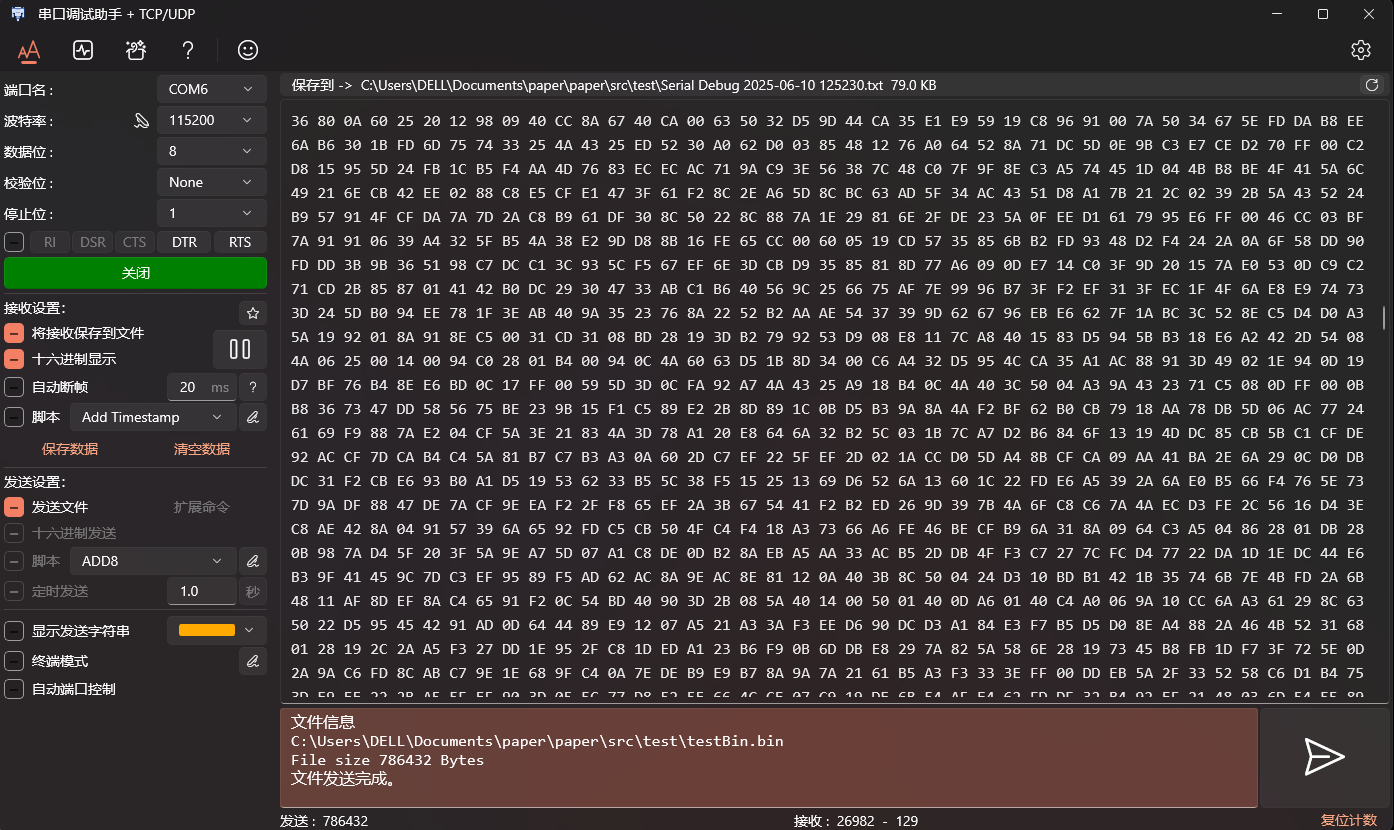 串口调试助手 + TCP/UDP
端口名：
COM6
波特率：
115200
数据位：
8
校验位：
None
停止位：
1
RI DSR CTS DTR RTS
关闭
接收设置：
将接收保存到文件
十六进制显示
自动断帧
20 ms
?
脚本
Add Timestamp
保存数据
清空数据
发送设置：
发送文件
扩展命令
十六进制发送
脚本
ADD8
定时发送
1.0
秒
显示发送字符串
终端模式
自动端口控制
保存到 -> C:\Users\DELL\Documents\paper\paper\src\test\Serial Debug 2025-06-10 125230.txt 79.0 KB
36 80 0A 60 25 20 12 98 09 40 CC 8A 67 40 CA 00 63 50 32 D5 9D 44 CA 35 E1 E9 59 19 C8 96 91 00 7A 50 34 67 5E FD DA B8 EE
6A B6 30 1B FD 6D 75 74 33 25 4A 43 25 ED 52 30 A0 62 D0 03 85 48 12 76 A0 64 52 8A 71 DC 5D 0E 9B C3 E7 CE D2 70 FF 00 C2
D8 15 95 5D 24 FB 1C B5 F4 AA 4D 76 83 EC EC AC 71 9A C9 3E 56 38 7C 48 C0 7F 9F 8E C3 A5 74 45 1D 04 4B B8 BE 4F 41 5A 6C
49 21 6E CB 42 EE 02 88 C8 E5 CF E1 47 3F 61 F2 8C 2E A6 5D 8C BC 63 AD 5F 34 AC 43 51 D8 A1 7B 21 2C 02 39 2B 5A 43 52 24
B9 57 91 4F CF DA 7A 7D 2A C8 B9 61 DF 30 8C 50 22 8C 88 7A 1E 29 81 6E 2F DE 23 5A 0F EE D1 61 79 95 E6 FF 00 46 CC 03 BF
7A 91 91 06 39 A4 32 5F B5 4A 38 E2 9D D8 8B 16 FE 65 CC 00 60 05 19 CD 57 35 85 6B B2 FD 93 48 D2 F4 24 2A 0A 6F 58 DD 90
FD DD 3B 9B 36 51 98 C7 DC C1 3C 93 5C F5 67 EF 6E 3D CB D9 35 85 81 8D 77 A6 09 0D E7 14 C0 3F 9D 20 15 7A E0 53 0D C9 C2
71 CD 2B 85 87 01 41 42 B0 DC 29 30 47 33 AB C1 B6 40 56 9C 25 66 75 AF 7E 99 96 B7 3F F2 EF 31 3F EC 1F 4F 6A E8 E9 74 73
3D 24 5D B0 94 EE 78 1F 3E AB 40 9A 35 23 76 8A 22 52 B2 AA AE 54 37 39 9D 62 67 96 EB E6 62 7F 1A BC 3C 52 8E C5 D4 D0 A3
5A 19 92 01 8A 91 8E C5 00 31 CD 31 08 BD 28 19 3D B2 79 92 53 D9 08 E8 11 7C A8 40 15 83 D5 94 5B B3 18 E6 A2 42 2D 54 08
4A 06 25 00 14 00 94 C0 28 01 B4 00 94 0C 4A 60 63 D5 1B 8D 34 00 C6 A4 32 D5 95 4C CA 35 A1 AC 88 91 3D 49 02 1E 94 0D 19
D7 BF 76 B4 8E E6 BD 0C 17 FF 00 59 5D 3D 0C FA 92 A7 4A 43 25 A9 18 B4 0C 4A 40 3C 50 04 A3 9A 43 23 71 C5 08 0D FF 00 0B
B8 36 73 47 DD 58 56 75 BE 23 9B 15 F1 C5 89 E2 2B 8D 89 1C 0B D5 B3 9A 8A 4A F2 BF 62 B0 CB 79 18 AA 78 DB 5D 06 AC 77 24
61 69 F9 88 7A E2 04 CF 5A 3E 21 83 4A 3D 78 A1 20 E8 64 6A 32 B2 5C 03 1B 7C A7 D2 B6 84 6F 13 19 4D DC 85 CB 5B C1 CF DE
92 AC CF 7D CA B4 C4 5A 81 B7 C7 B3 A3 0A 60 2D C7 EF 22 5F EF 2D 02 1A CC D0 5D A4 8B CF CA 09 AA 41 BA 2E 6A 29 0C D0 DB
DC 31 F2 CB E6 93 B0 A1 D5 19 53 62 33 B5 5C 38 F5 15 25 13 69 D6 52 6A 13 60 1C 22 FD E6 A5 39 2A 6A E0 B5 66 F4 76 5E 73
7D 9A DF 88 47 DE 7A CF 9E EA F2 2F F8 65 EF 2A 3B 67 54 41 F2 B2 ED 26 9D 39 7B 4A 6F C8 C6 7A 4A EC D3 FE 2C 56 16 D4 3E
C8 AE 42 8A 04 91 57 39 6A 65 92 FD C5 CB 50 4F C4 F4 18 A3 73 66 A6 FE 46 BE CF B9 6A 31 8A 09 64 C3 A5 04 86 28 01 DB 28
0B 98 7A D4 5F 20 3F 5A 9E A7 5D 07 A1 C8 DE 0D B2 8A EB A5 AA 33 AC B5 2D DB 4F F3 C7 27 7C FC D4 77 22 DA 1D 1E DC 44 E6
B3 9F 41 45 9C 7D C3 EF 95 89 F5 AD 62 AC 8A 9E AC 8E 81 12 0A 40 3B 8C 50 04 24 D3 10 BD B1 42 1B 35 74 6B 7E 4B FD 2A 6B
48 11 AF 8D EF 8A C4 65 91 F2 0C 54 BD 40 90 3D 2B 08 5A 40 14 00 50 01 40 0D A6 01 40 C4 A0 06 9A 10 CC 6A A3 61 29 8C 63
50 22 D5 95 45 42 91 AD 0D 64 44 89 E9 12 07 A5 21 A3 3A F3 EE D6 90 DC D3 A1 84 E3 F7 B5 D5 D0 8E A4 88 2A 46 4B 52 31 68
01 28 19 2C 2A A5 F3 27 DD 1E 95 2F C8 1D ED A1 23 B6 F9 0B 6D DB E8 29 7A 82 5A 58 6E 28 19 73 45 B8 FB 1D F7 3F 72 5E 0D
2A 9A C6 FD 8C AB C7 9E 1E 68 9F C4 0A 7E DE B9 E9 B7 8A 9A 7A 21 61 B5 A3 F3 33 3E FF 00 DD EB 5A 2F 33 52 58 C6 D1 B4 75
文件信息
C:\Users\DELL\Documents\paper\paper\src\test\testBin.bin
File size 786432 Bytes
文件发送完成。
发送：786432
接收：26982 - 129
复位计数